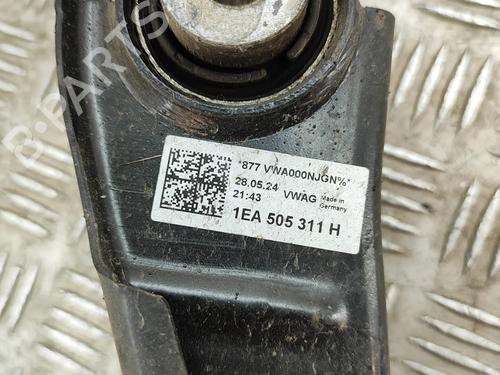 *877 VWA000NJGN%*
28.05.24 VWAG Made in
21:43 Germany
1EA 505 311 H
B-PARTS